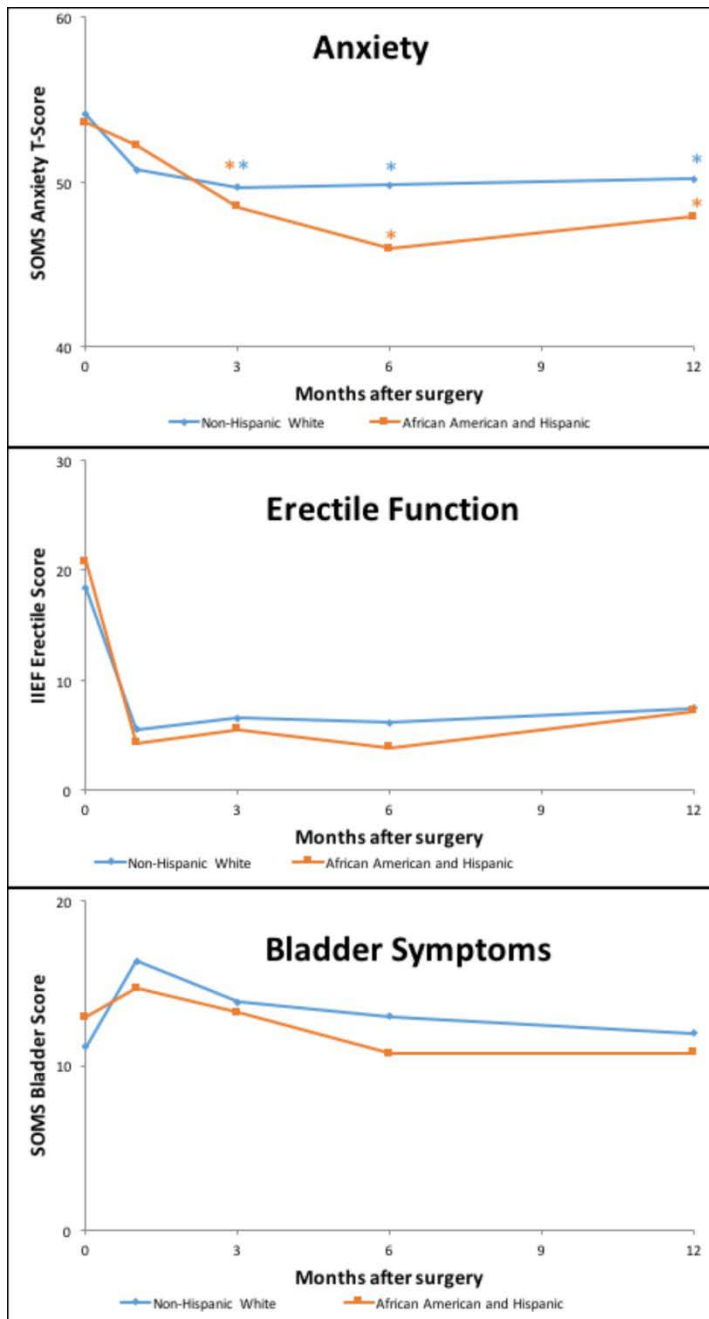 Anxiety
60
50
40
SOMS Anxiety T-Score
* *
*
*
*
*
0 3 6 9 12
Months after surgery
Non-Hispanic White African American and Hispanic
Erectile Function
30
20
10
0
IIEF Erectile Score
0 3 6 9 12
Months after surgery
Non-Hispanic White African American and Hispanic
Bladder Symptoms
20
10
0
SOMS Bladder Score
0 3 6 9 12
Months after surgery
Non-Hispanic White African American and Hispanic